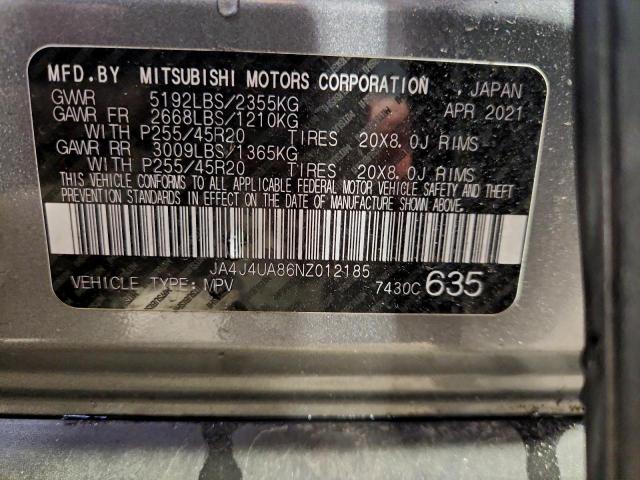 MFD.BY MITSUBISHI MOTORS CORPORATION JAPAN
GWWR 5192LBS/2355KG APR 2021
GAWR FR 2668LBS/1210KG
WITH P255/45R20 TIRES 20X8.0J RIMS
GAWR RR 3009LBS/1365KG
WITH P255/45R20 TIRES 20X8.0J RIMS
THIS VEHICLE CONFORMS TO ALL APPLICABLE FEDERAL MOTOR VEHICLE SAFETY AND THEFT
PREVENTION STANDARDS IN EFFECT ON THE DATE OF MANUFACTURE SHOWN ABOVE.
JA4J4UA86NZ012185
VEHICLE TYPE: MPV 7430C 635